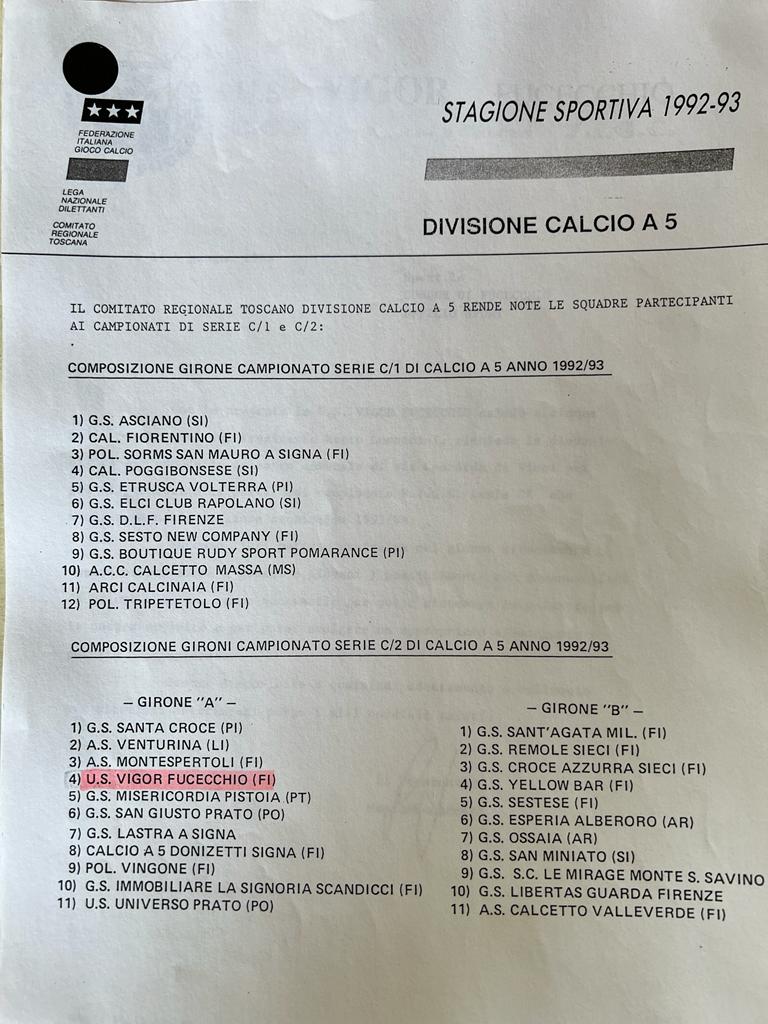 FEDERAZIONE
ITALIANA
GIOCO CALCIO
LEGA
NAZIONALE
DILETTANTI
COMITATO
REGIONALE
TOSCANA
STAGIONE SPORTIVA 1992-93
DIVISIONE CALCIO A 5
IL COMITATO REGIONALE TOSCANO DIVISIONE CALCIO A 5 RENDE NOTE LE SQUADRE PARTECIPANTI
AI CAMPIONATI DI SERIE C/1 e C/2:
COMPOSIZIONE GIRONE CAMPIONATO SERIE C/1 DI CALCIO A 5 ANNO 1992/93
1) G.S. ASCIANO (SI)
2) CAL. FIORENTINO (FI)
3) POL. SORMS SAN MAURO A SIGNA (FI)
4) CAL. POGGIBONSESE (SI)
5) G.S. ETRUSCA VOLTERRA (PI)
6) G.S. ELCI CLUB RAPOLANO (SI)
7) G.S. D.L.F. FIRENZE
8) G.S. SESTO NEW COMPANY (FI)
9) G.S. BOUTIQUE RUDY SPORT POMARANCE (PI)
10) A.C.C. CALCETTO MASSA (MS)
11) ARCI CALCINAIA (FI)
12) POL. TRIPETETOLO (FI)
COMPOSIZIONE GIRONI CAMPIONATO SERIE C/2 DI CALCIO A 5 ANNO 1992/93
– GIRONE "A" –
1) G.S. SANTA CROCE (PI)
2) A.S. VENTURINA (LI)
3) A.S. MONTESPERTOLI (FI)
4) U.S. VIGOR FUCECCHIO (FI)
5) G.S. MISERICORDIA PISTOIA (PT)
6) G.S. SAN GIUSTO PRATO (PO)
7) G.S. LASTRA A SIGNA
8) CALCIO A 5 DONIZETTI SIGNA (FI)
9) POL. VINGONE (FI)
10) G.S. IMMOBILIARE LA SIGNORIA SCANDICCI (FI)
11) U.S. UNIVERSO PRATO (PO)
– GIRONE "B" –
1) G.S. SANT'AGATA MIL. (FI)
2) G.S. REMOLE SIECI (FI)
3) G.S. CROCE AZZURRA SIECI (FI)
4) G.S. YELLOW BAR (FI)
5) G.S. SESTESE (FI)
6) G.S. ESPERIA ALBERORO (AR)
7) G.S. OSSAIA (AR)
8) G.S. SAN MINIATO (SI)
9) G.S. S.C. LE MIRAGE MONTE S. SAVINO
10) G.S. LIBERTAS GUARDA FIRENZE
11) A.S. CALCETTO VALLEVERDE (FI)